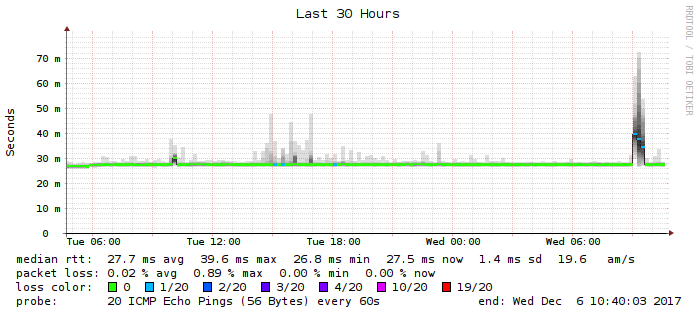 Last 30 Hours
RRDTOOL / TOBI OETIKER
Seconds
70 m
60 m
50 m
40 m
30 m
20 m
10 m
0
Tue 06:00 Tue 12:00 Tue 18:00 Wed 00:00 Wed 06:00
median rtt: 27.7 ms avg 39.6 ms max 26.8 ms min 27.5 ms now 1.4 ms sd 19.6 am/s
packet loss: 0.02 % avg 0.89 % max 0.00 % min 0.00 % now
loss color: 0 1/20 2/20 3/20 4/20 10/20 19/20
probe: 20 ICMP Echo Pings (56 Bytes) every 60s end: Wed Dec 6 10:40:03 2017